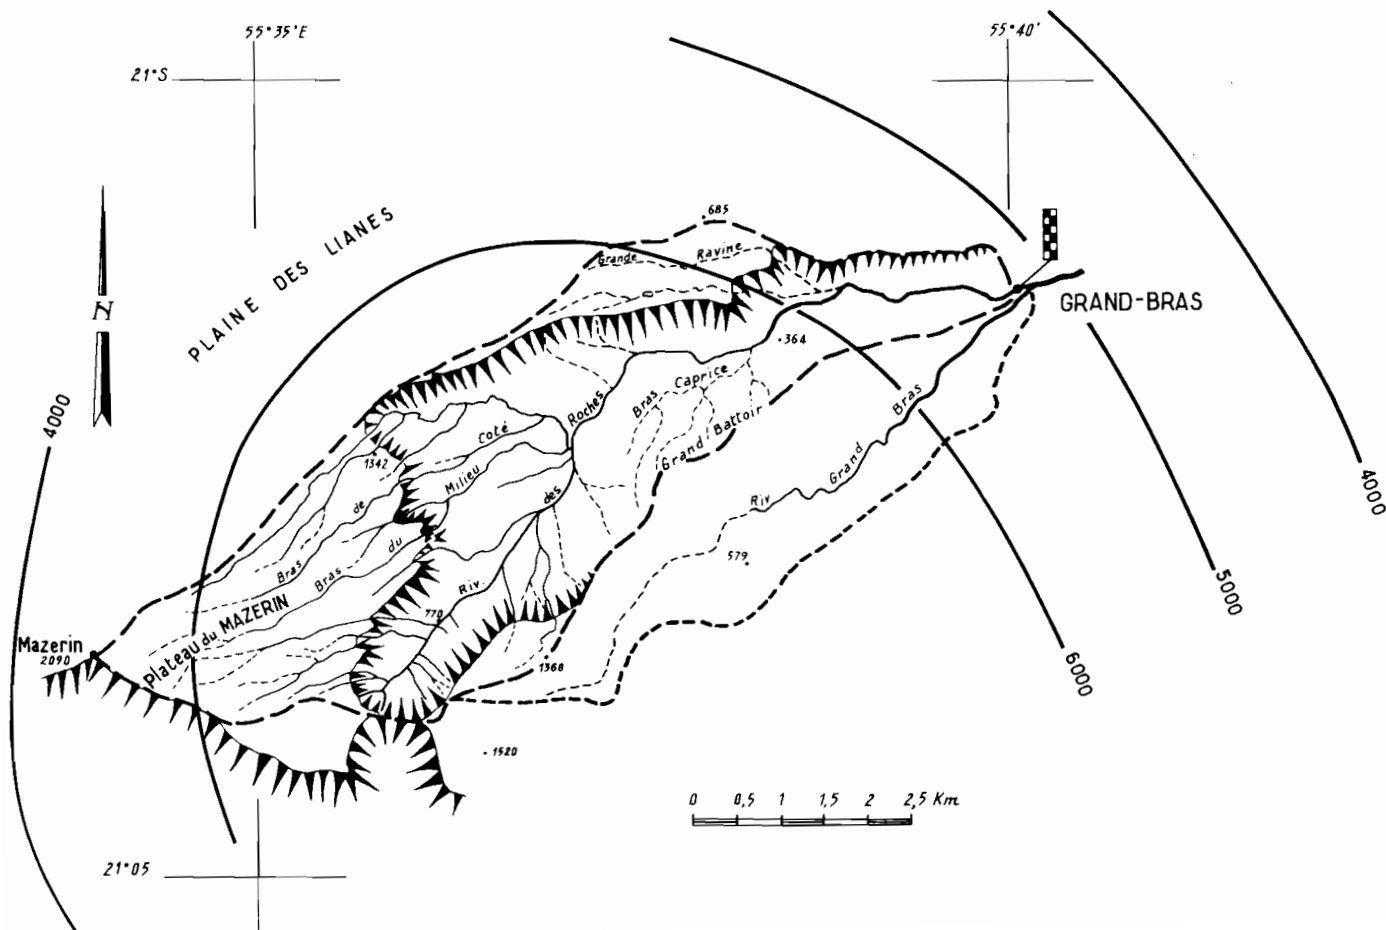 55°35'E
55°40'
21°S
PLAINE DES LIANES
.685
Grande Ravine
N
GRAND-BRAS
4000
.364
Bras Caprice
Roches
Grand Battoir
Bras
Coté
1342
Milieu
Grand
de
des
Riv
du
4000
579.
Bras
Bras
Riv.
5000
770
Plateau du MAZERIN
Mazerin
2090
1368
6000
.1520
0 0,5 1 1,5 2 2,5 Km
21°05